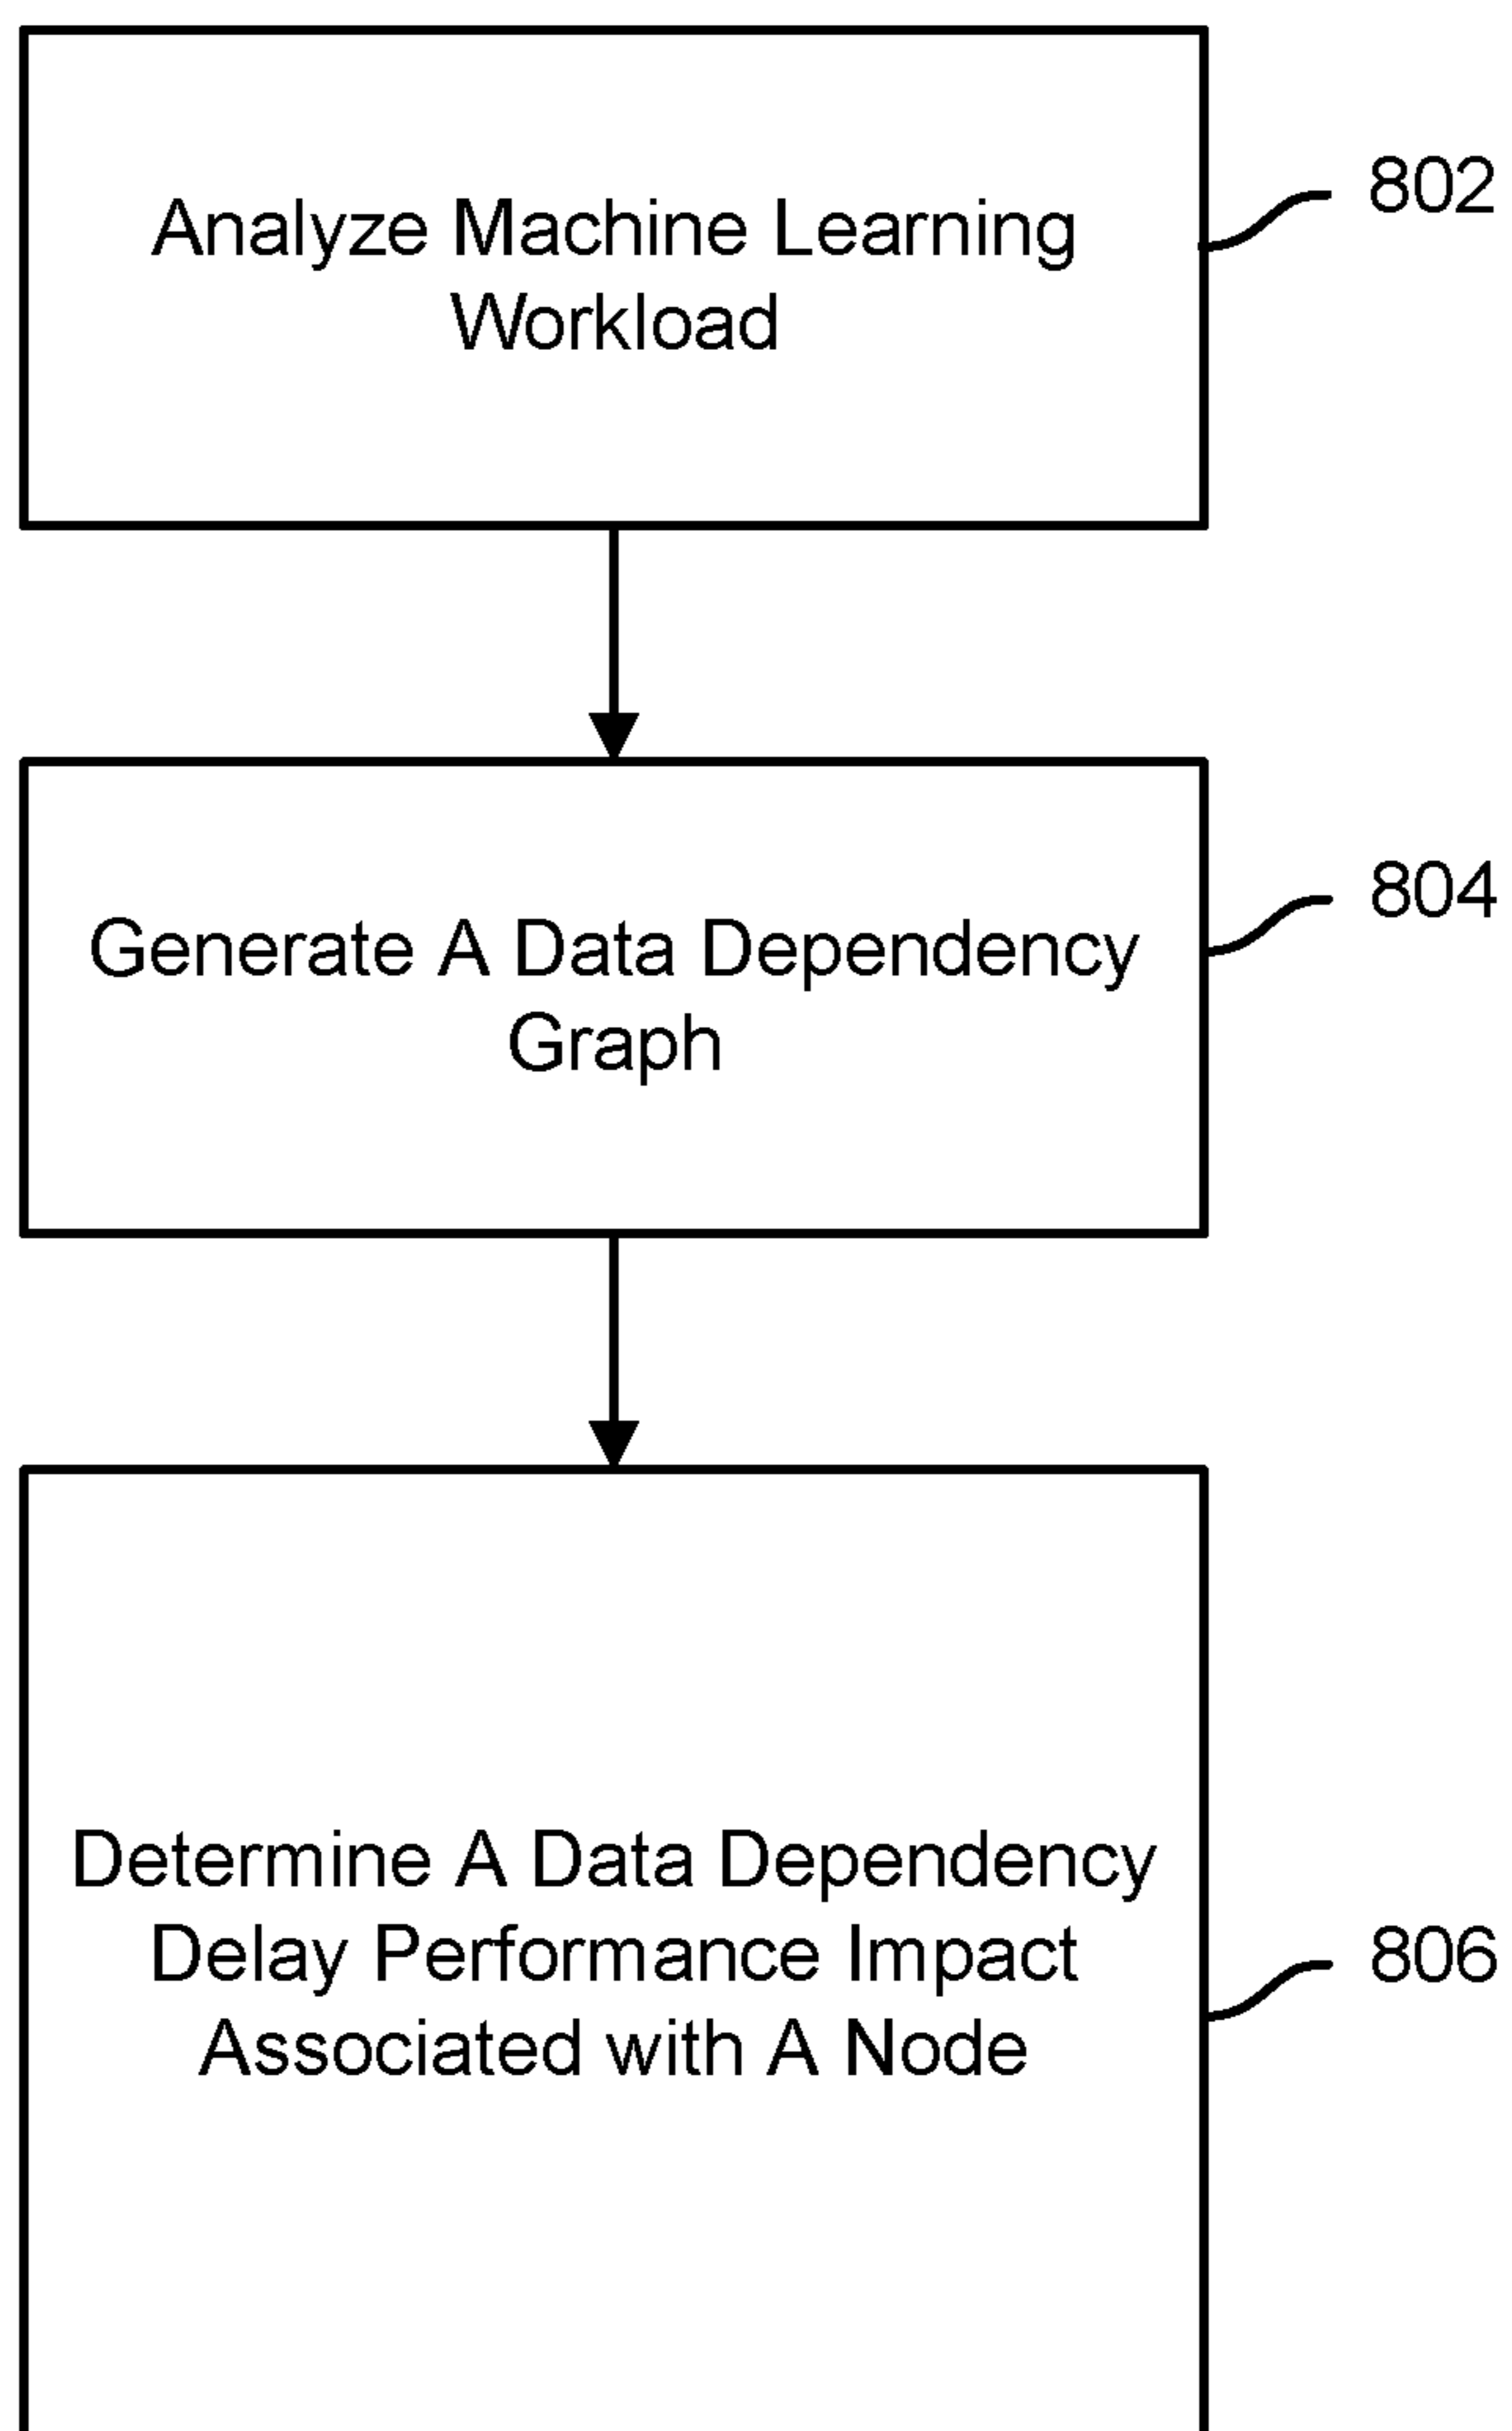 Analyze Machine Learning
Workload
802
Generate A Data Dependency
Graph
804
Determine A Data Dependency
Delay Performance Impact
Associated with A Node
806